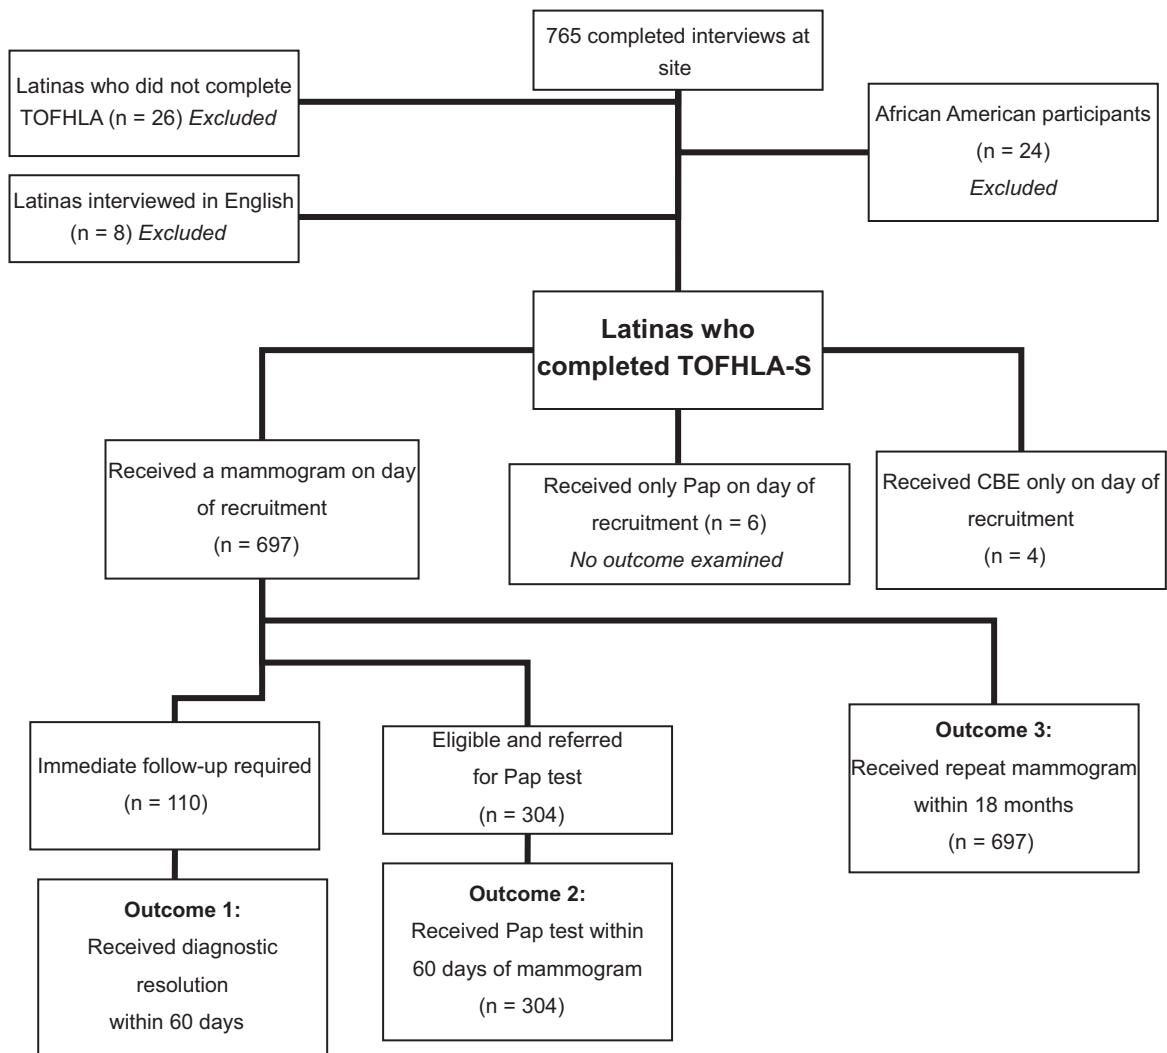 765 completed interviews at
site
Latinas who did not complete
TOFHLA (n = 26) Excluded
African American participants
(n = 24)
Excluded
Latinas interviewed in English
(n = 8) Excluded
Latinas who
completed TOFHLA-S
Received a mammogram on day
of recruitment
(n = 697)
Received only Pap on day of
recruitment (n = 6)
No outcome examined
Received CBE only on day of
recruitment
(n = 4)
Immediate follow-up required
(n = 110)
Eligible and referred
for Pap test
(n = 304)
Outcome 3:
Received repeat mammogram
within 18 months
(n = 697)
Outcome 1:
Received diagnostic
resolution
within 60 days
Outcome 2:
Received Pap test within
60 days of mammogram
(n = 304)